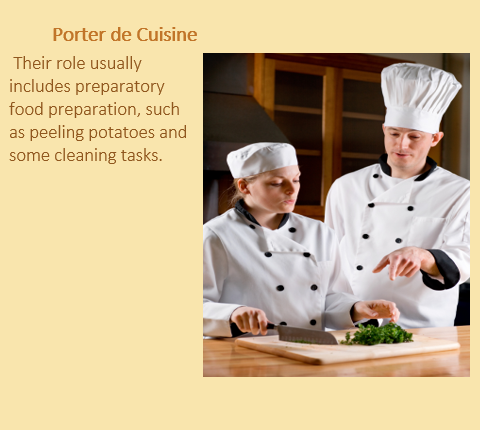 Porter de Cuisine
Their role usually
includes preparatory
food preparation, such
as peeling potatoes and
some cleaning tasks.